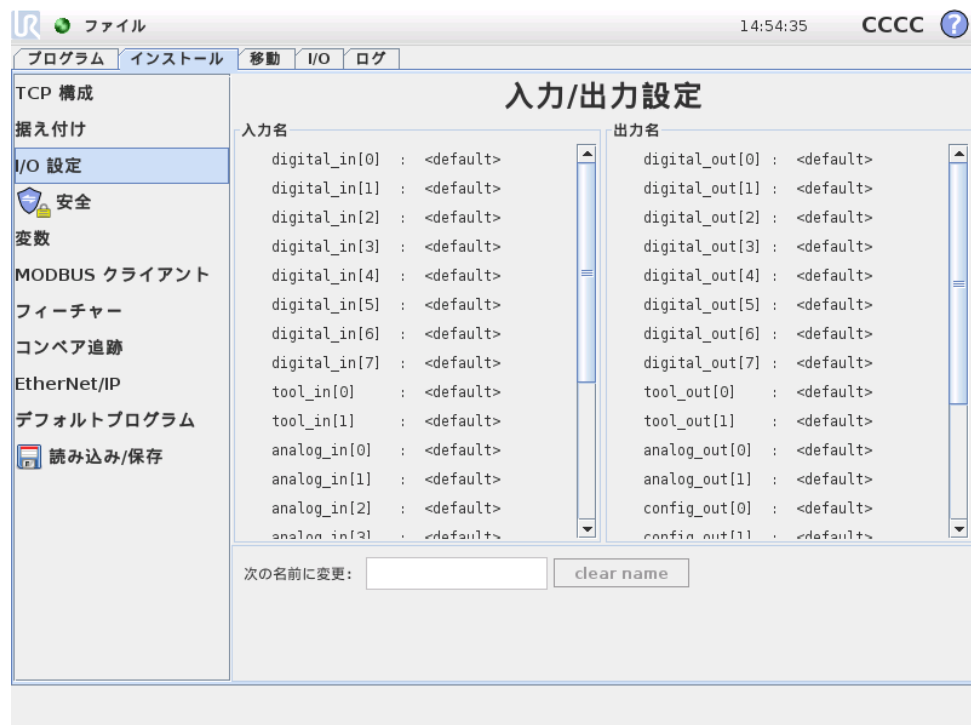 UR ファイル 14:54:35 CCCC ?
プログラム インストール 移動 I/O ログ
TCP 構成
据え付け
I/O 設定
安全
変数
MODBUS クライアント
フィーチャー
コンベア追跡
EtherNet/IP
デフォルトプログラム
読み込み/保存
入力/出力設定
入力名
digital_in[0] : <default>
digital_in[1] : <default>
digital_in[2] : <default>
digital_in[3] : <default>
digital_in[4] : <default>
digital_in[5] : <default>
digital_in[6] : <default>
digital_in[7] : <default>
tool_in[0] : <default>
tool_in[1] : <default>
analog_in[0] : <default>
analog_in[1] : <default>
analog_in[2] : <default>
analog_in[3] : <default>
出力名
digital_out[0] : <default>
digital_out[1] : <default>
digital_out[2] : <default>
digital_out[3] : <default>
digital_out[4] : <default>
digital_out[5] : <default>
digital_out[6] : <default>
digital_out[7] : <default>
tool_out[0] : <default>
tool_out[1] : <default>
analog_out[0] : <default>
analog_out[1] : <default>
config_out[0] : <default>
config_out[1] : <default>
次の名前に変更: clear name